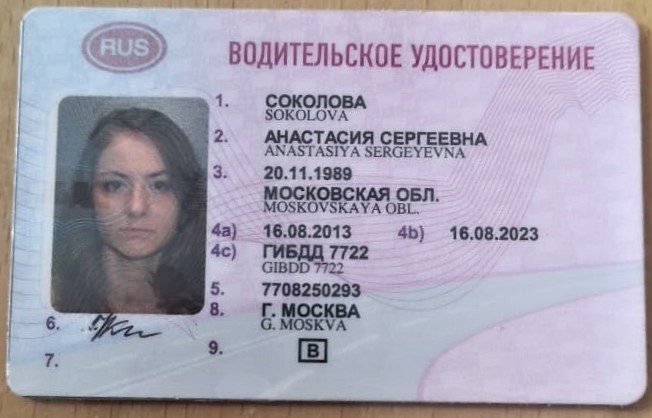 RUS
ВОДИТЕЛЬСКОЕ УДОСТОВЕРЕНИЕ
1. СОКОЛОВА
SOKOLOVA
2. АНАСТАСИЯ СЕРГЕЕВНА
ANASTASIYA SERGEYEVNA
3. 20.11.1989
МОСКОВСКАЯ ОБЛ.
MOSKOVSKAYA OBL.
4a) 16.08.2013 4b) 16.08.2023
4c) ГИБДД 7722
GIBDD 7722
5. 7708250293
8. Г. МОСКВА
G. MOSKVA
6.
7.
9. B